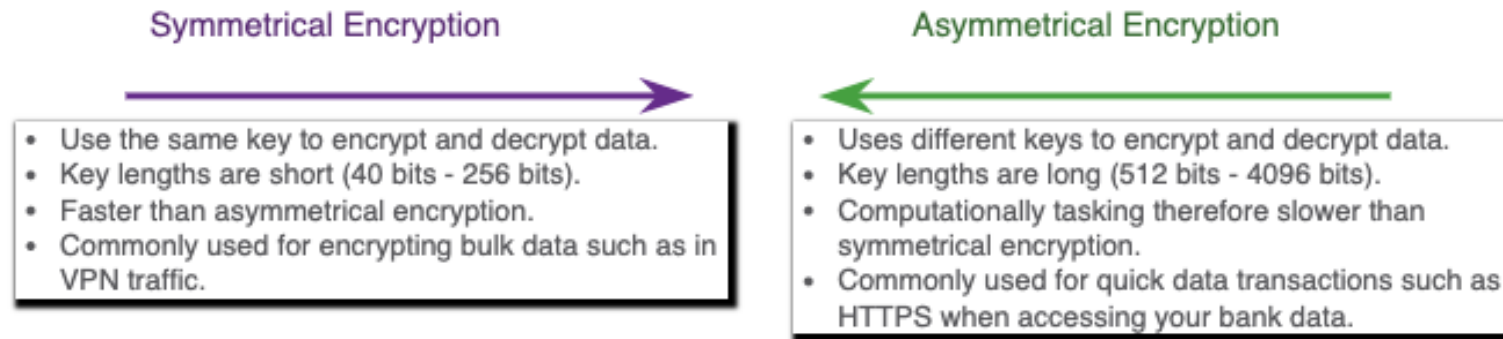 Symmetrical Encryption
• Use the same key to encrypt and decrypt data.
• Key lengths are short (40 bits - 256 bits).
• Faster than asymmetrical encryption.
• Commonly used for encrypting bulk data such as in
VPN traffic.
Asymmetrical Encryption
• Uses different keys to encrypt and decrypt data.
• Key lengths are long (512 bits - 4096 bits).
• Computationally tasking therefore slower than
symmetrical encryption.
• Commonly used for quick data transactions such as
HTTPS when accessing your bank data.